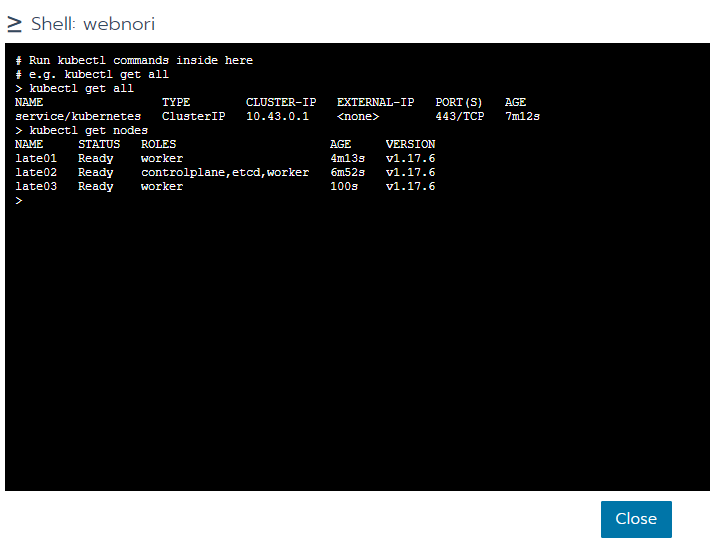 ≥ Shell: webnori
# Run kubectl commands inside here
# e.g. kubectl get all
> kubectl get all
NAME TYPE CLUSTER-IP EXTERNAL-IP PORT(S) AGE
service/kubernetes ClusterIP 10.43.0.1 <none> 443/TCP 7m12s
> kubectl get nodes
NAME STATUS ROLES AGE VERSION
late01 Ready worker 4m13s v1.17.6
late02 Ready controlplane,etcd,worker 6m52s v1.17.6
late03 Ready worker 100s v1.17.6
>
Close